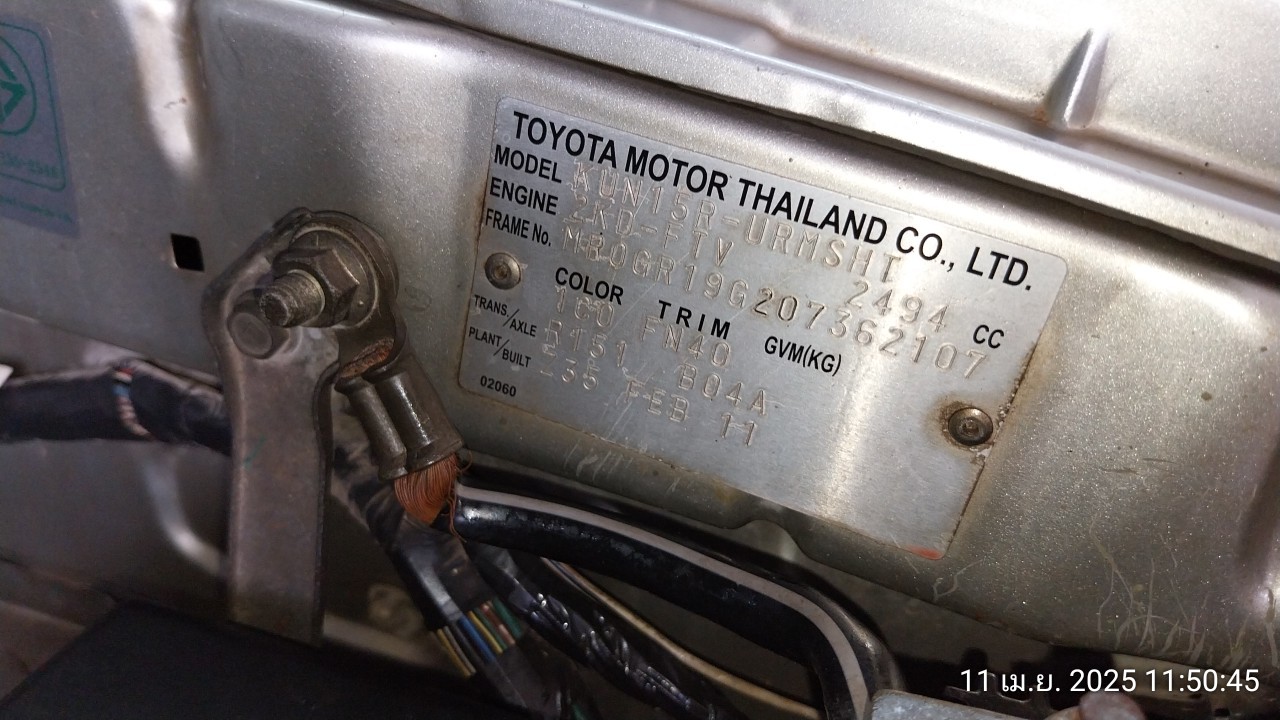 TOYOTA MOTOR THAILAND CO., LTD.
MODEL KUN15R-URMSHT
ENGINE 2KD-FTV 2494 CC
FRAME No. MR0GR19G207362107
COLOR TRIM GVM(KG)
1C0 FN40
TRANS./AXLE B04A
PLANT/BUILT FEB 11
02060
11 เม.ย. 2025 11:50:45